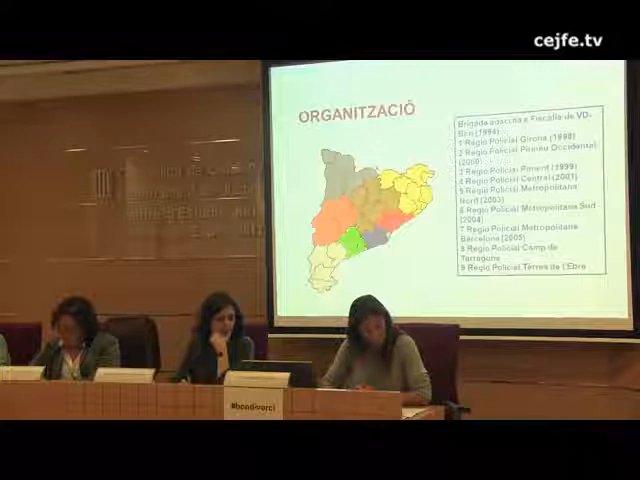 cejfe.tv
ORGANITZACIÓ
Brigada adscrita a Fiscalia de VD-
Bcn (1994)
1 Regió Policial Girona (1998)
2 Regió Policial Pirineu Occidental
(2000)
3 Regió Policial Ponent (1999)
4 Regió Policial Central (2001)
5 Regió Policial Metropolitana
Nord (2003)
6 Regió Policial Metropolitana Sud
(2004)
7 Regió Policial Metropolitana
Barcelona (2005)
8 Regió Policial Camp de
Tarragona
9 Regió Policial Terres de l'Ebre
#bondivorci